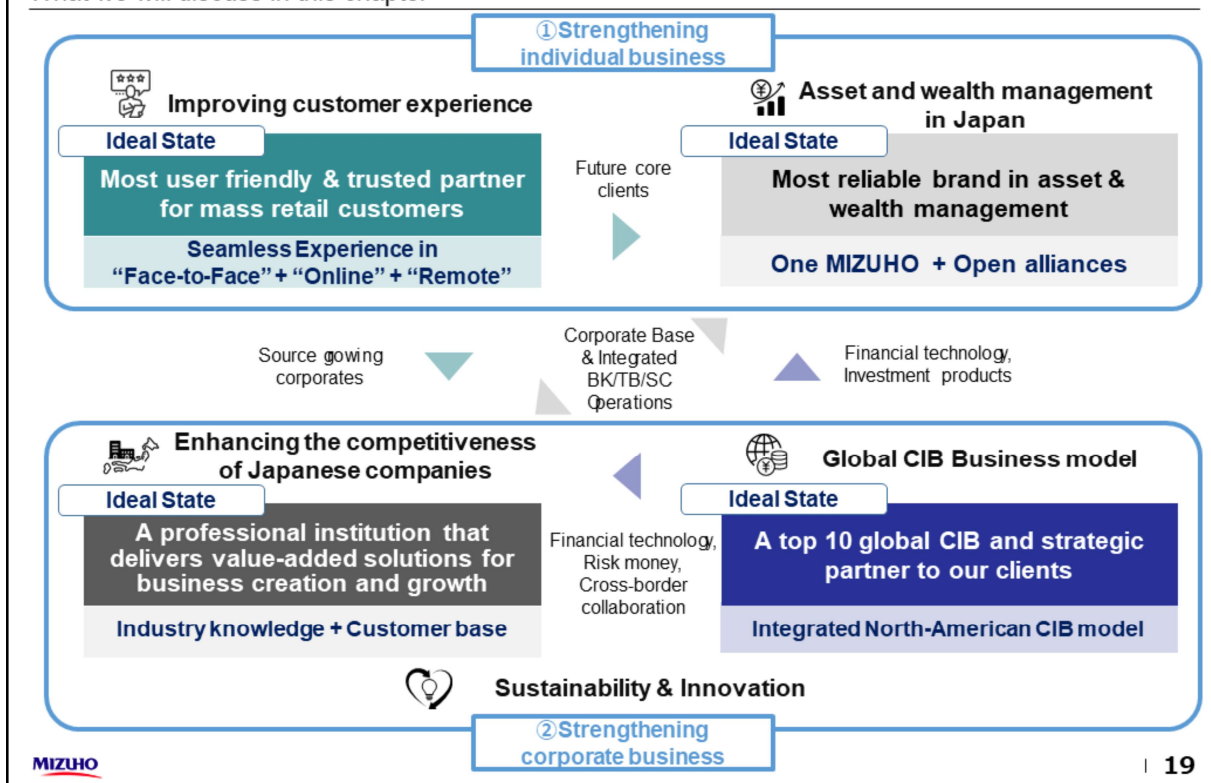 ①Strengthening
individual business
Improving customer experience
Ideal State
Most user friendly & trusted partner
for mass retail customers
Seamless Experience in
“Face-to-Face” + “Online” + “Remote”
Future core
clients
Asset and wealth management
in Japan
Ideal State
Most reliable brand in asset &
wealth management
One MIZUHO + Open alliances
Source growing
corporates
Corporate Base
& Integrated
BK/TB/SC
Operations
Financial technology,
Investment products
Enhancing the competitiveness
of Japanese companies
Ideal State
A professional institution that
delivers value-added solutions for
business creation and growth
Industry knowledge + Customer base
Financial technology,
Risk money,
Cross-border
collaboration
Global CIB Business model
Ideal State
A top 10 global CIB and strategic
partner to our clients
Integrated North-American CIB model
Sustainability & Innovation
②Strengthening
corporate business
MIZUHO
19